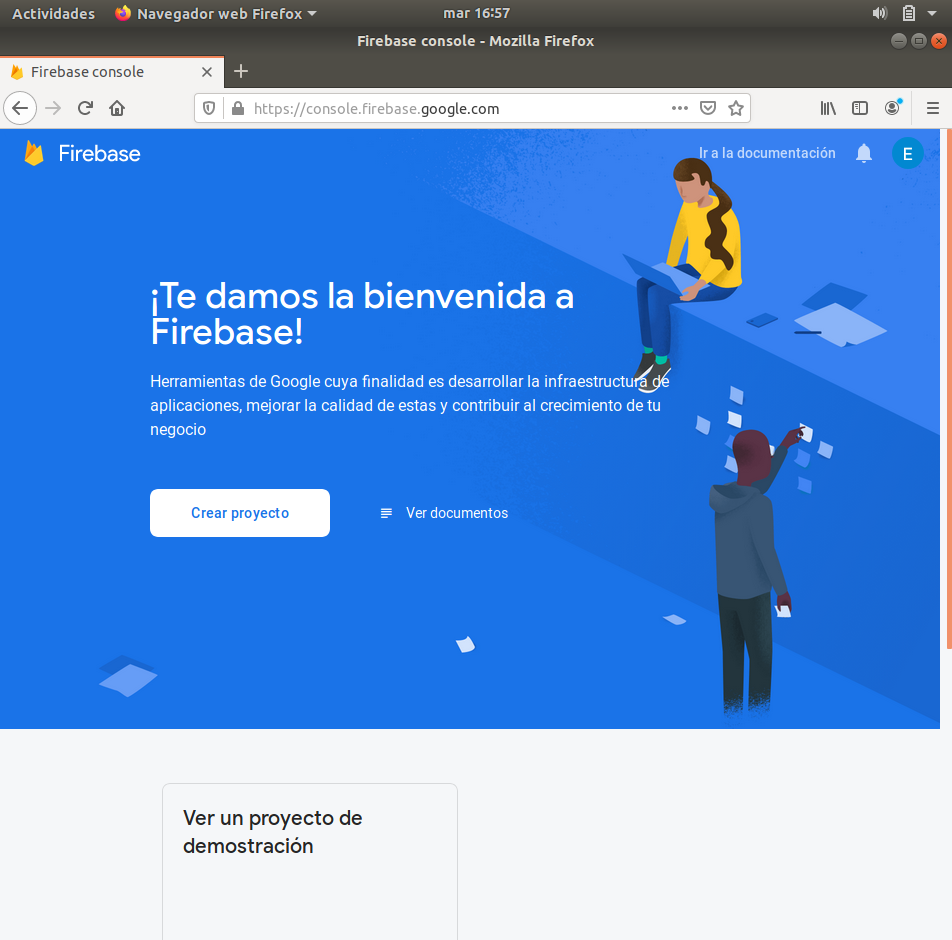 Actividades Navegador web Firefox mar 16:57
Firebase console - Mozilla Firefox
Firebase console
https://console.firebase.google.com
Firebase Ir a la documentación E
¡Te damos la bienvenida a
Firebase!
Herramientas de Google cuya finalidad es desarrollar la infraestructura de
aplicaciones, mejorar la calidad de estas y contribuir al crecimiento de tu
negocio
Crear proyecto Ver documentos
Ver un proyecto de
demostración